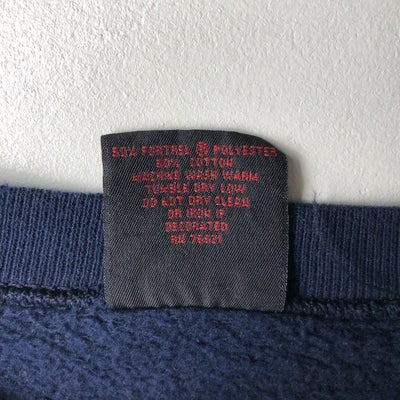 50% FORTREL ® POLYESTER
50% COTTON
MACHINE WASH WARM
TUMBLE DRY LOW
DO NOT DRY CLEAN
OR IRON IF
DECORATED
RN 76621